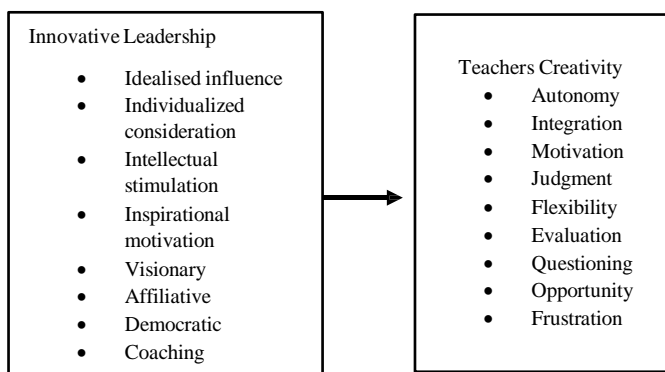 Innovative Leadership
• Idealised influence
• Individualized
consideration
• Intellectual
stimulation
• Inspirational
motivation
• Visionary
• Affiliative
• Democratic
• Coaching
Teachers Creativity
• Autonomy
• Integration
• Motivation
• Judgment
• Flexibility
• Evaluation
• Questioning
• Opportunity
• Frustration